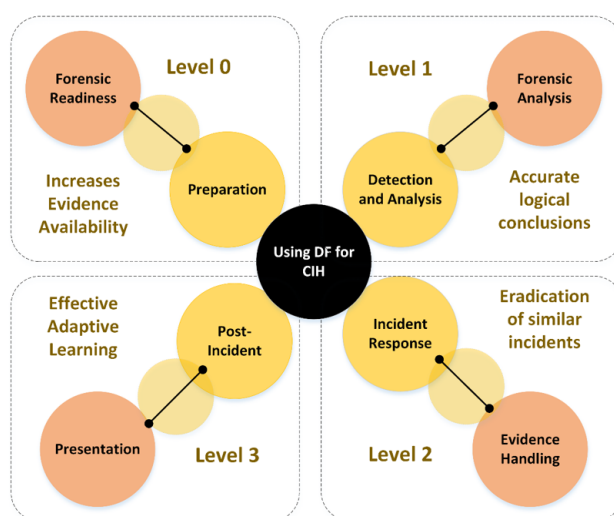 Level 0
Forensic
Readiness
Preparation
Increases
Evidence
Availability
Level 1
Forensic
Analysis
Detection
and Analysis
Accurate
logical
conclusions
Using DF for
CIH
Effective
Adaptive
Learning
Post-
Incident
Presentation
Level 3
Incident
Response
Eradication
of similar
incidents
Level 2
Evidence
Handling